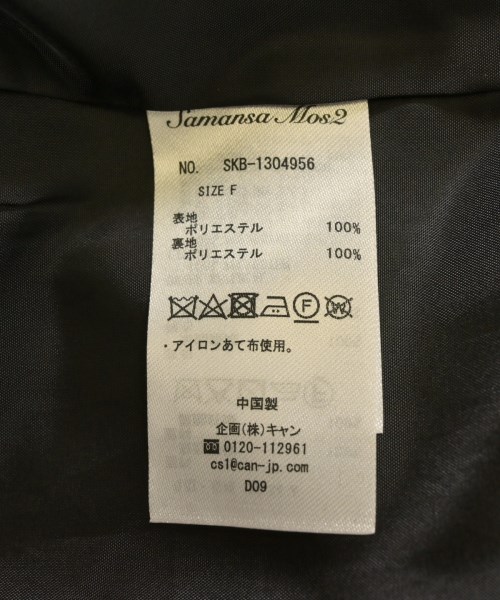 Samansa Mos2
NO. SKB-1304956
SIZE F
表地
ポリエステル 100%
裏地
ポリエステル 100%
F W
・アイロンあて布使用。
中国製
企画(株)キャン
0120-112961
cs1@can-jp.com
D09